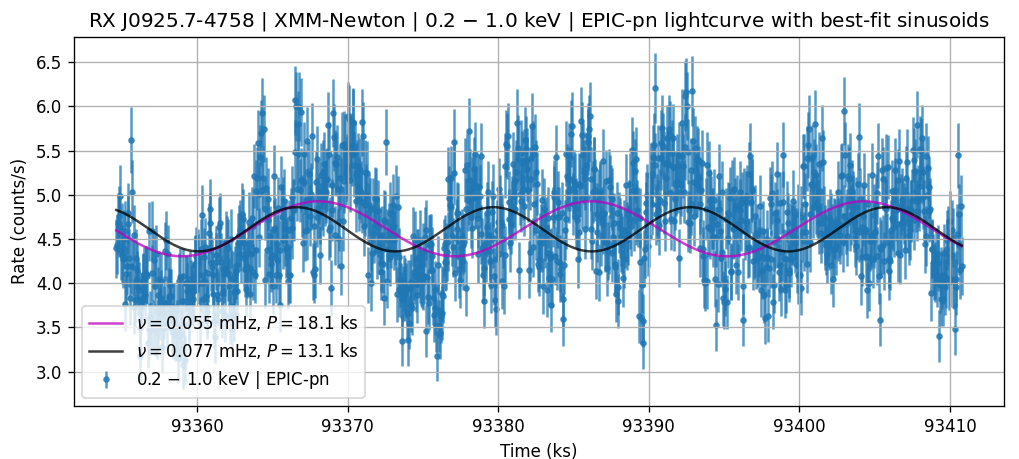 RX J0925.7-4758 | XMM-Newton | 0.2 − 1.0 keV | EPIC-pn lightcurve with best-fit sinusoids
Rate (counts/s)
6.5
6.0
5.5
5.0
4.5
4.0
3.5
3.0
ν = 0.055 mHz, P = 18.1 ks
ν = 0.077 mHz, P = 13.1 ks
0.2 − 1.0 keV | EPIC-pn
93360 93370 93380 93390 93400 93410
Time (ks)